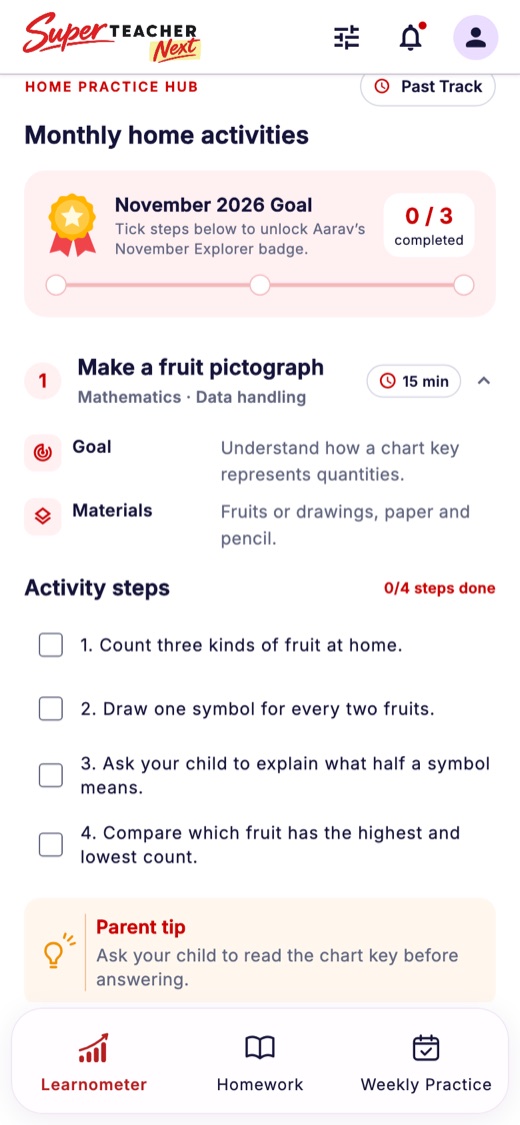 Super TEACHER
Next
HOME PRACTICE HUB
Past Track
Monthly home activities
November 2026 Goal
Tick steps below to unlock Aarav's
November Explorer badge.
0 / 3
completed
1
Make a fruit pictograph
Mathematics · Data handling
15 min
Goal
Understand how a chart key
represents quantities.
Materials
Fruits or drawings, paper and
pencil.
Activity steps
0/4 steps done
1. Count three kinds of fruit at home.
2. Draw one symbol for every two fruits.
3. Ask your child to explain what half a symbol
means.
4. Compare which fruit has the highest and
lowest count.
Parent tip
Ask your child to read the chart key before
answering.
Learnometer
Homework
Weekly Practice